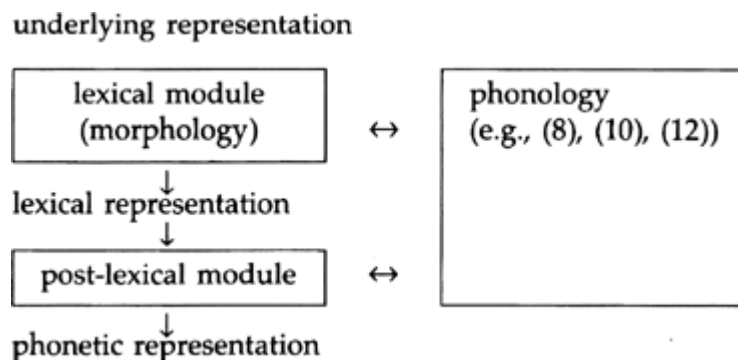 underlying representation
lexical module
(morphology)
↔
phonology
(e.g., (8), (10), (12))
↓
lexical representation
↓
post-lexical module
↔
↓
phonetic representation